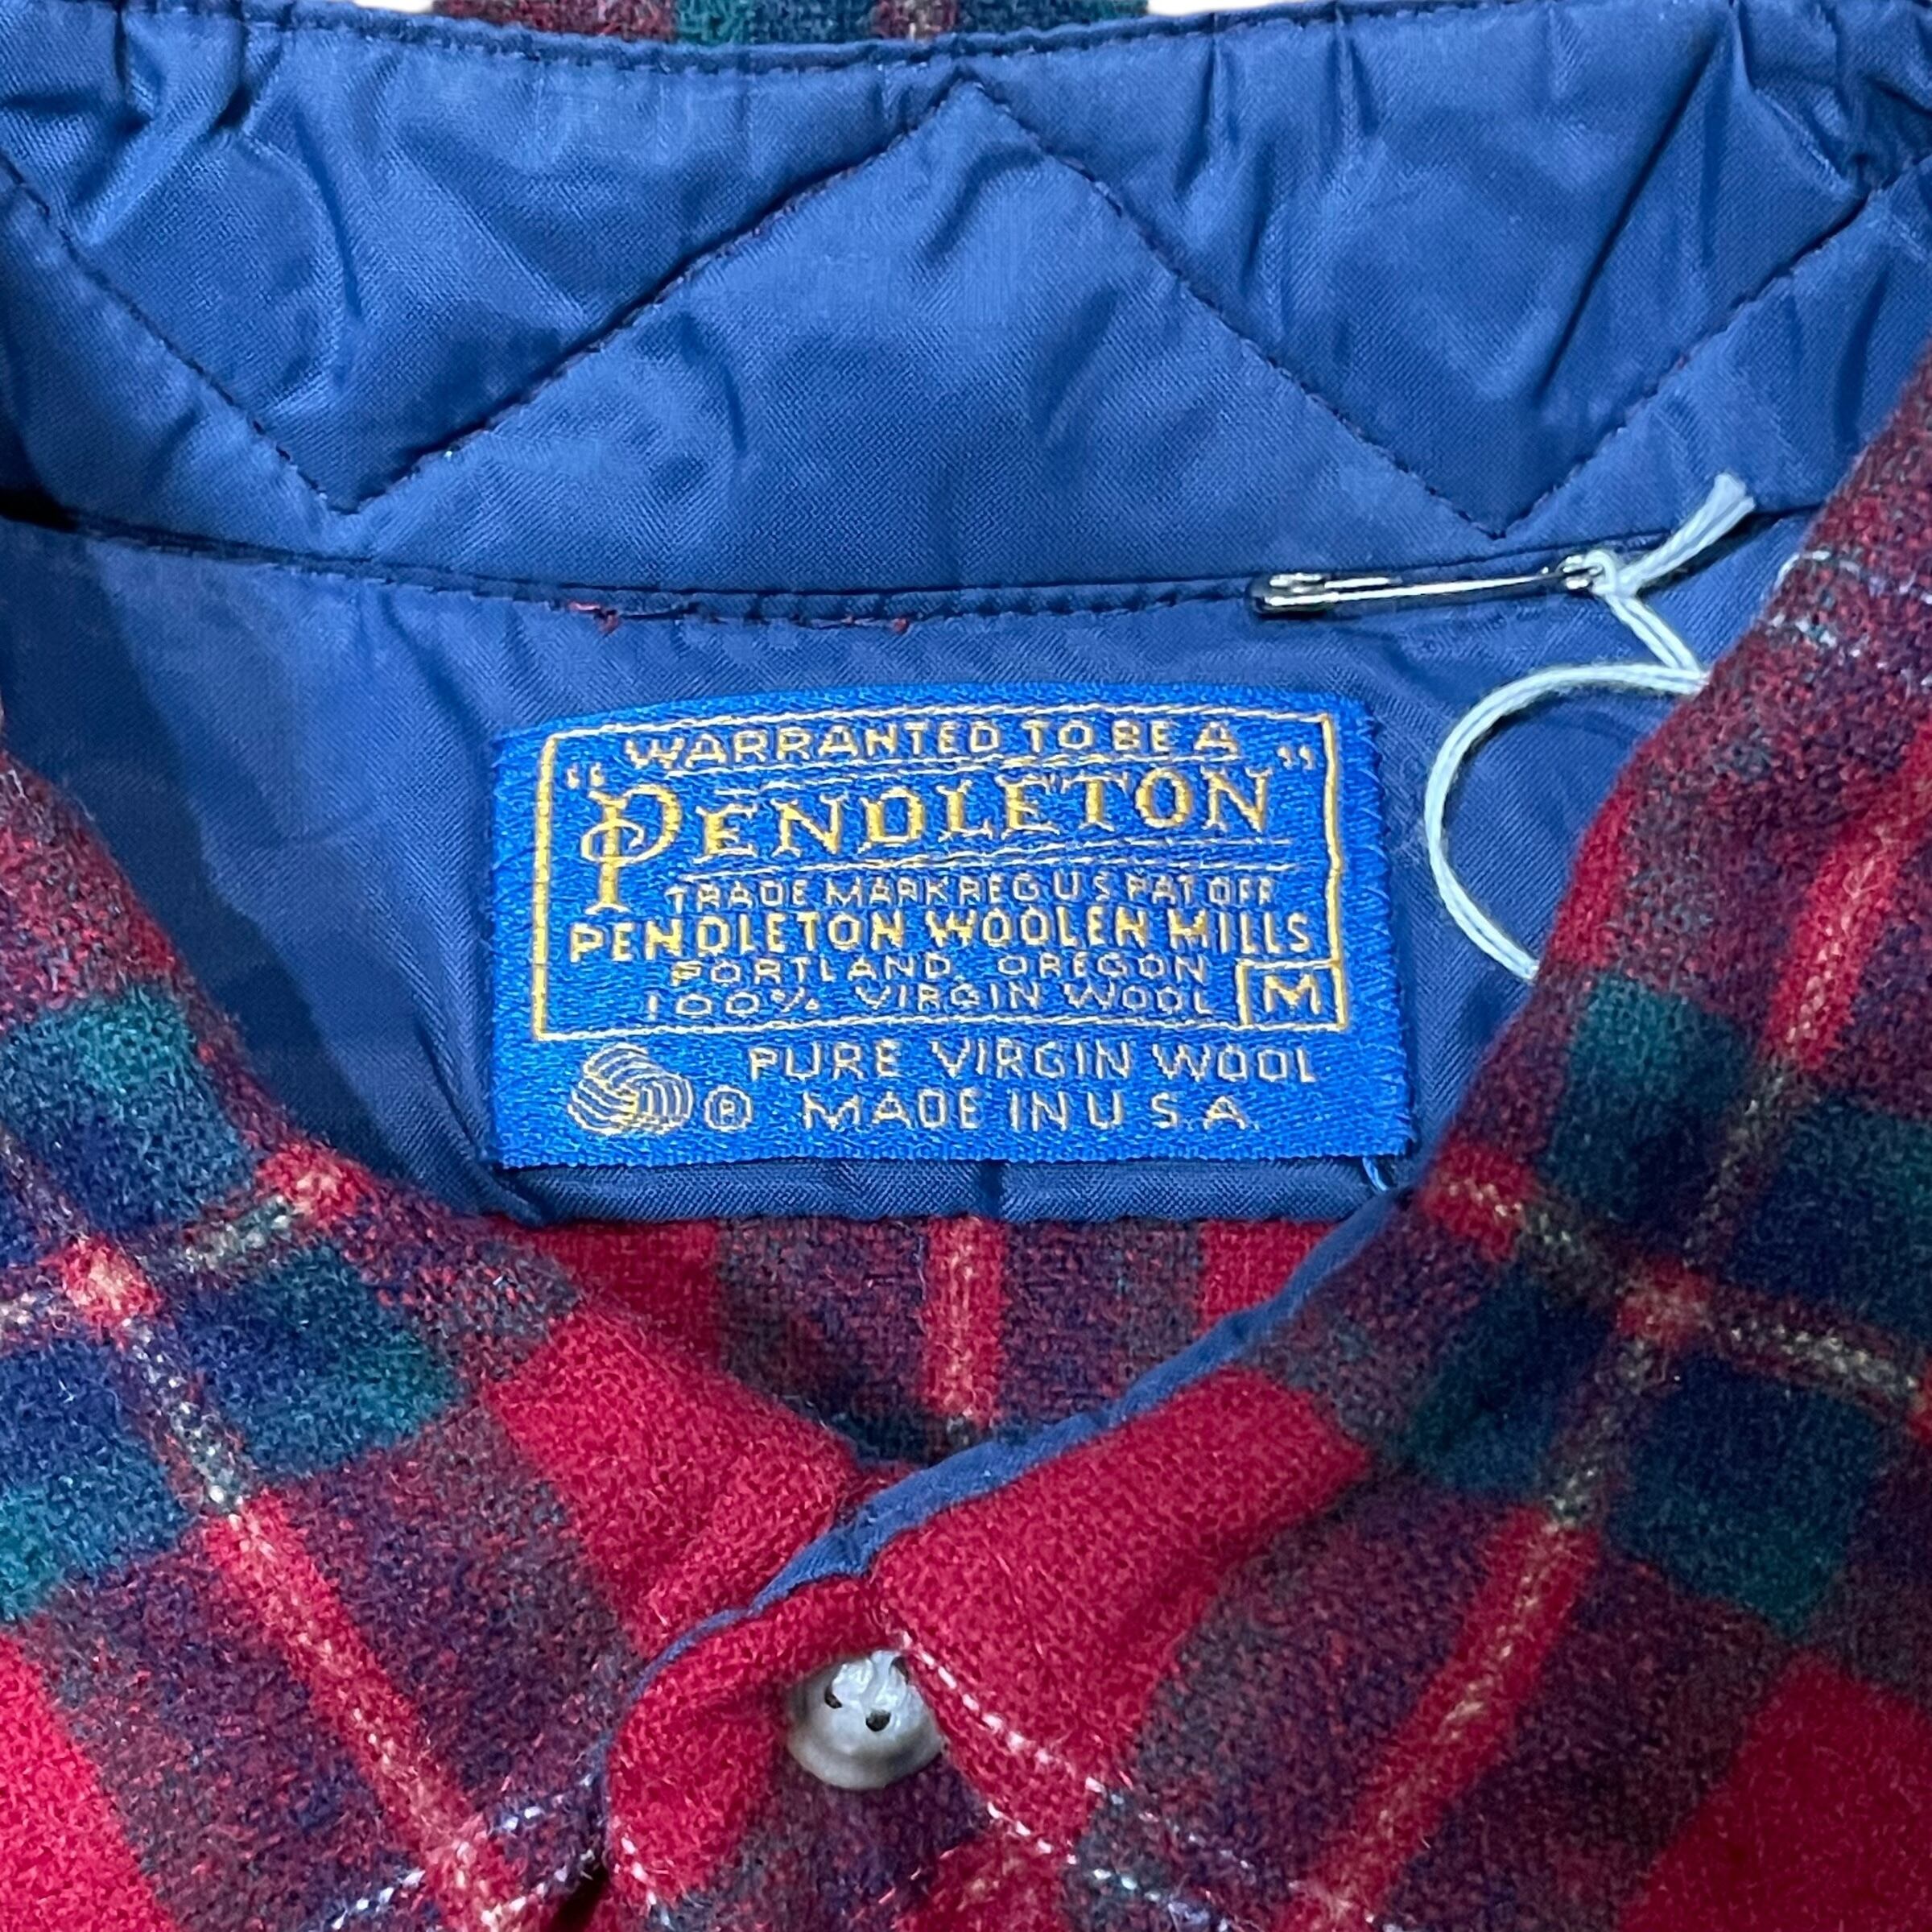 WARRANTED TO BE A
"PENDLETON"
TRADE MARK REG U S PAT OFF
PENDLETON WOOLEN MILLS
PORTLAND, OREGON
100% VIRGIN WOOL M
PURE VIRGIN WOOL
® MADE IN U.S.A.